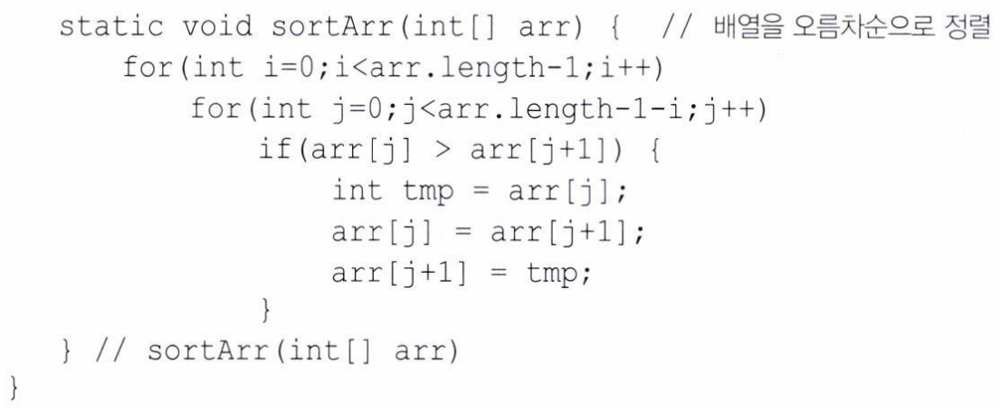 static void sortArr(int[] arr) {  // 배열을 오름차순으로 정렬
for(int i=0;i<arr.length-1;i++)
for(int j=0;j<arr.length-1-i;j++)
if(arr[j] > arr[j+1]) {
int tmp = arr[j];
arr[j] = arr[j+1];
arr[j+1] = tmp;
}
} // sortArr(int[] arr)
}